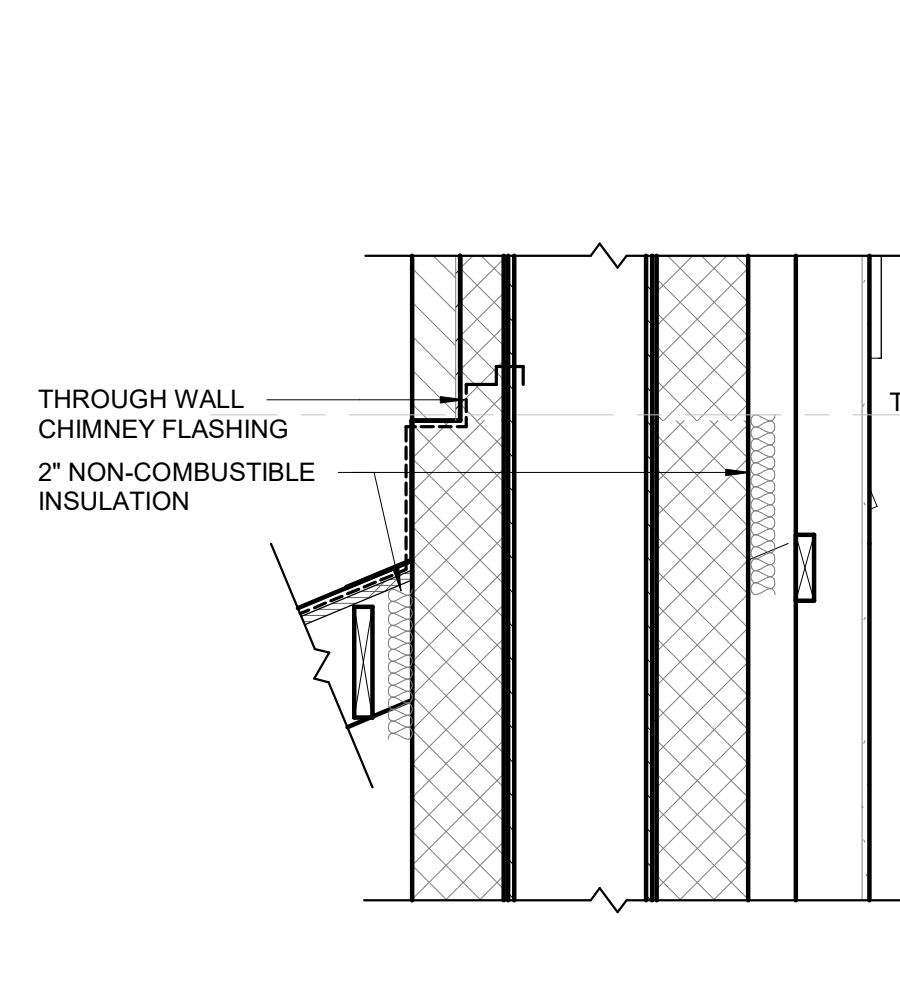 THROUGH WALL
CHIMNEY FLASHING
2" NON-COMBUSTIBLE
INSULATION
T